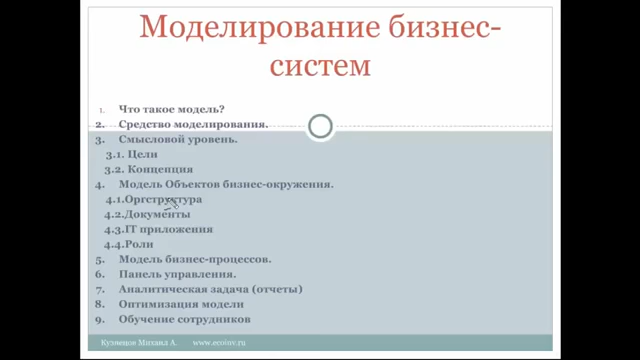 Моделирование бизнес-
систем
1. Что такое модель?
2. Средство моделирования.
3. Смысловой уровень.
3.1. Цели
3.2. Концепция
4. Модель Объектов бизнес-окружения.
4.1.Оргструктура
4.2.Документы
4.3.IT приложения
4.4.Роли
5. Модель бизнес-процессов.
6. Панель управления.
7. Аналитическая задача (отчеты)
8. Оптимизация модели
9. Обучение сотрудников
Кузнецов Михаил А. www.ecoinv.ru